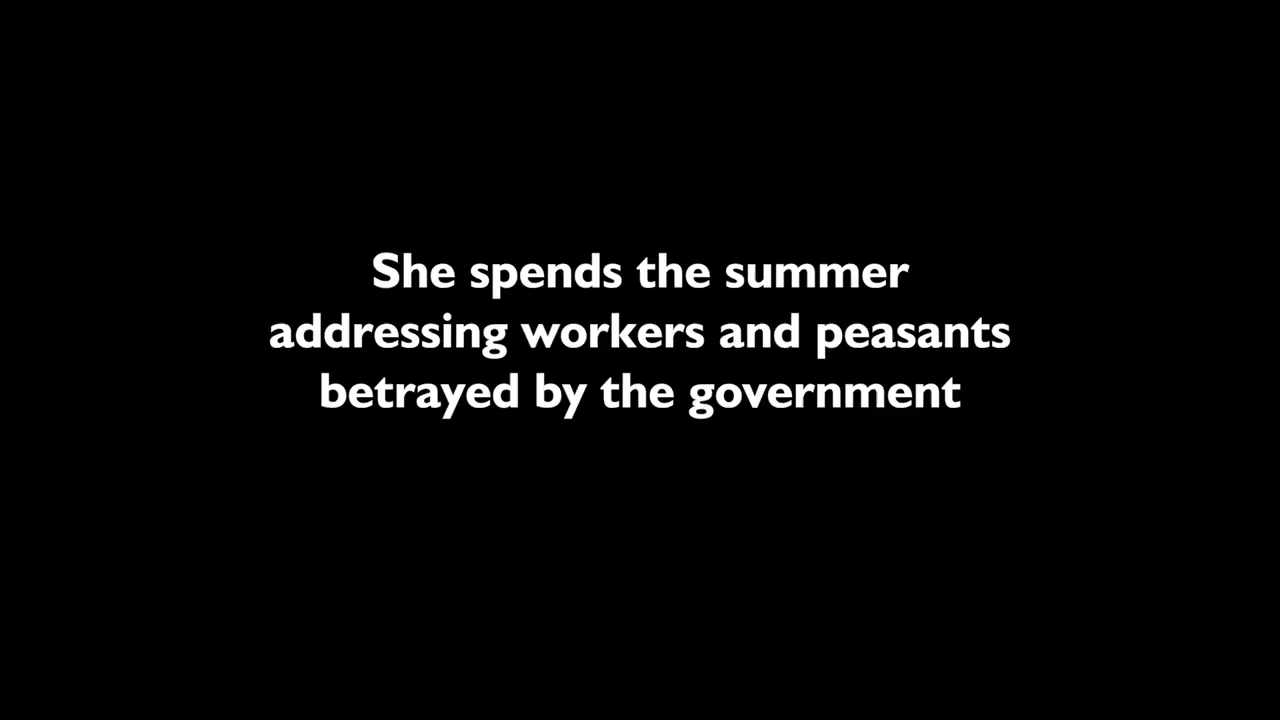 She spends the summer
addressing workers and peasants
betrayed by the government